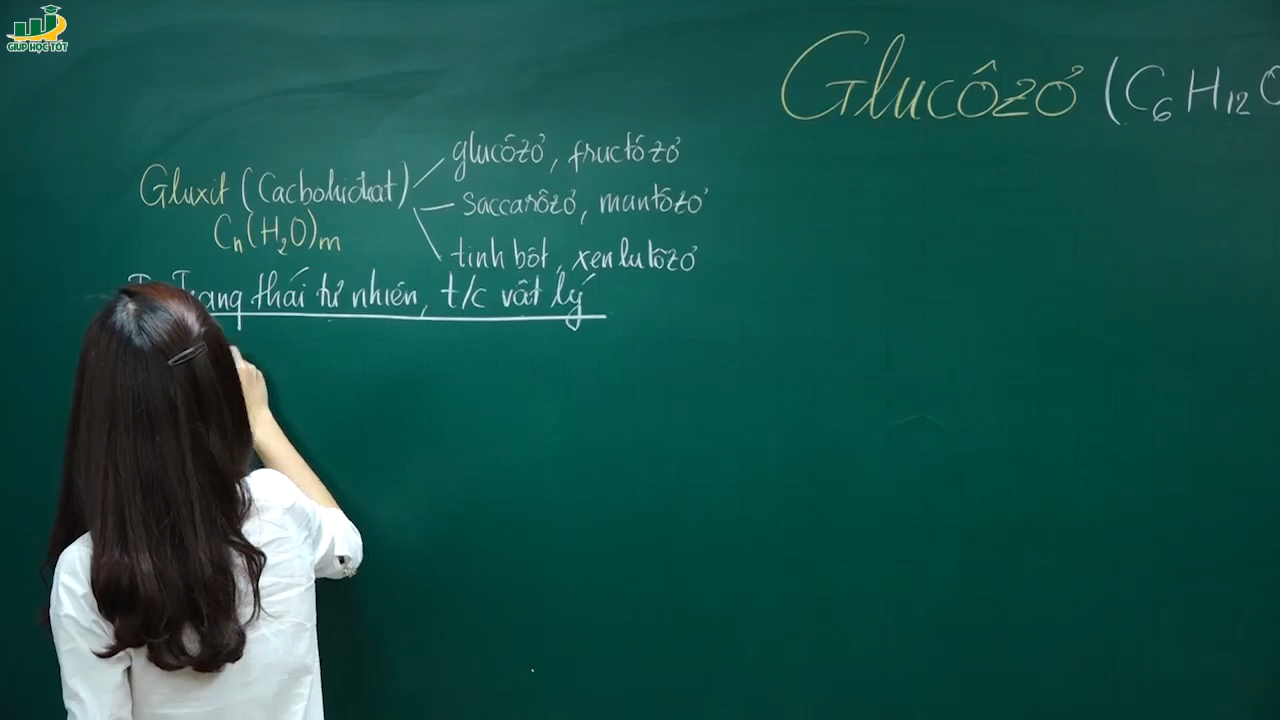 GIÚP HỌC TỐT
Glucôzơ (C6H12O
glucôzơ, fructôzơ
Gluxit (Cacbohiđrat)
saccarôzơ, mantôzơ
Cn(H2O)m
tinh bột, xenlulôzơ
Trạng thái tự nhiên, t/c vật lý